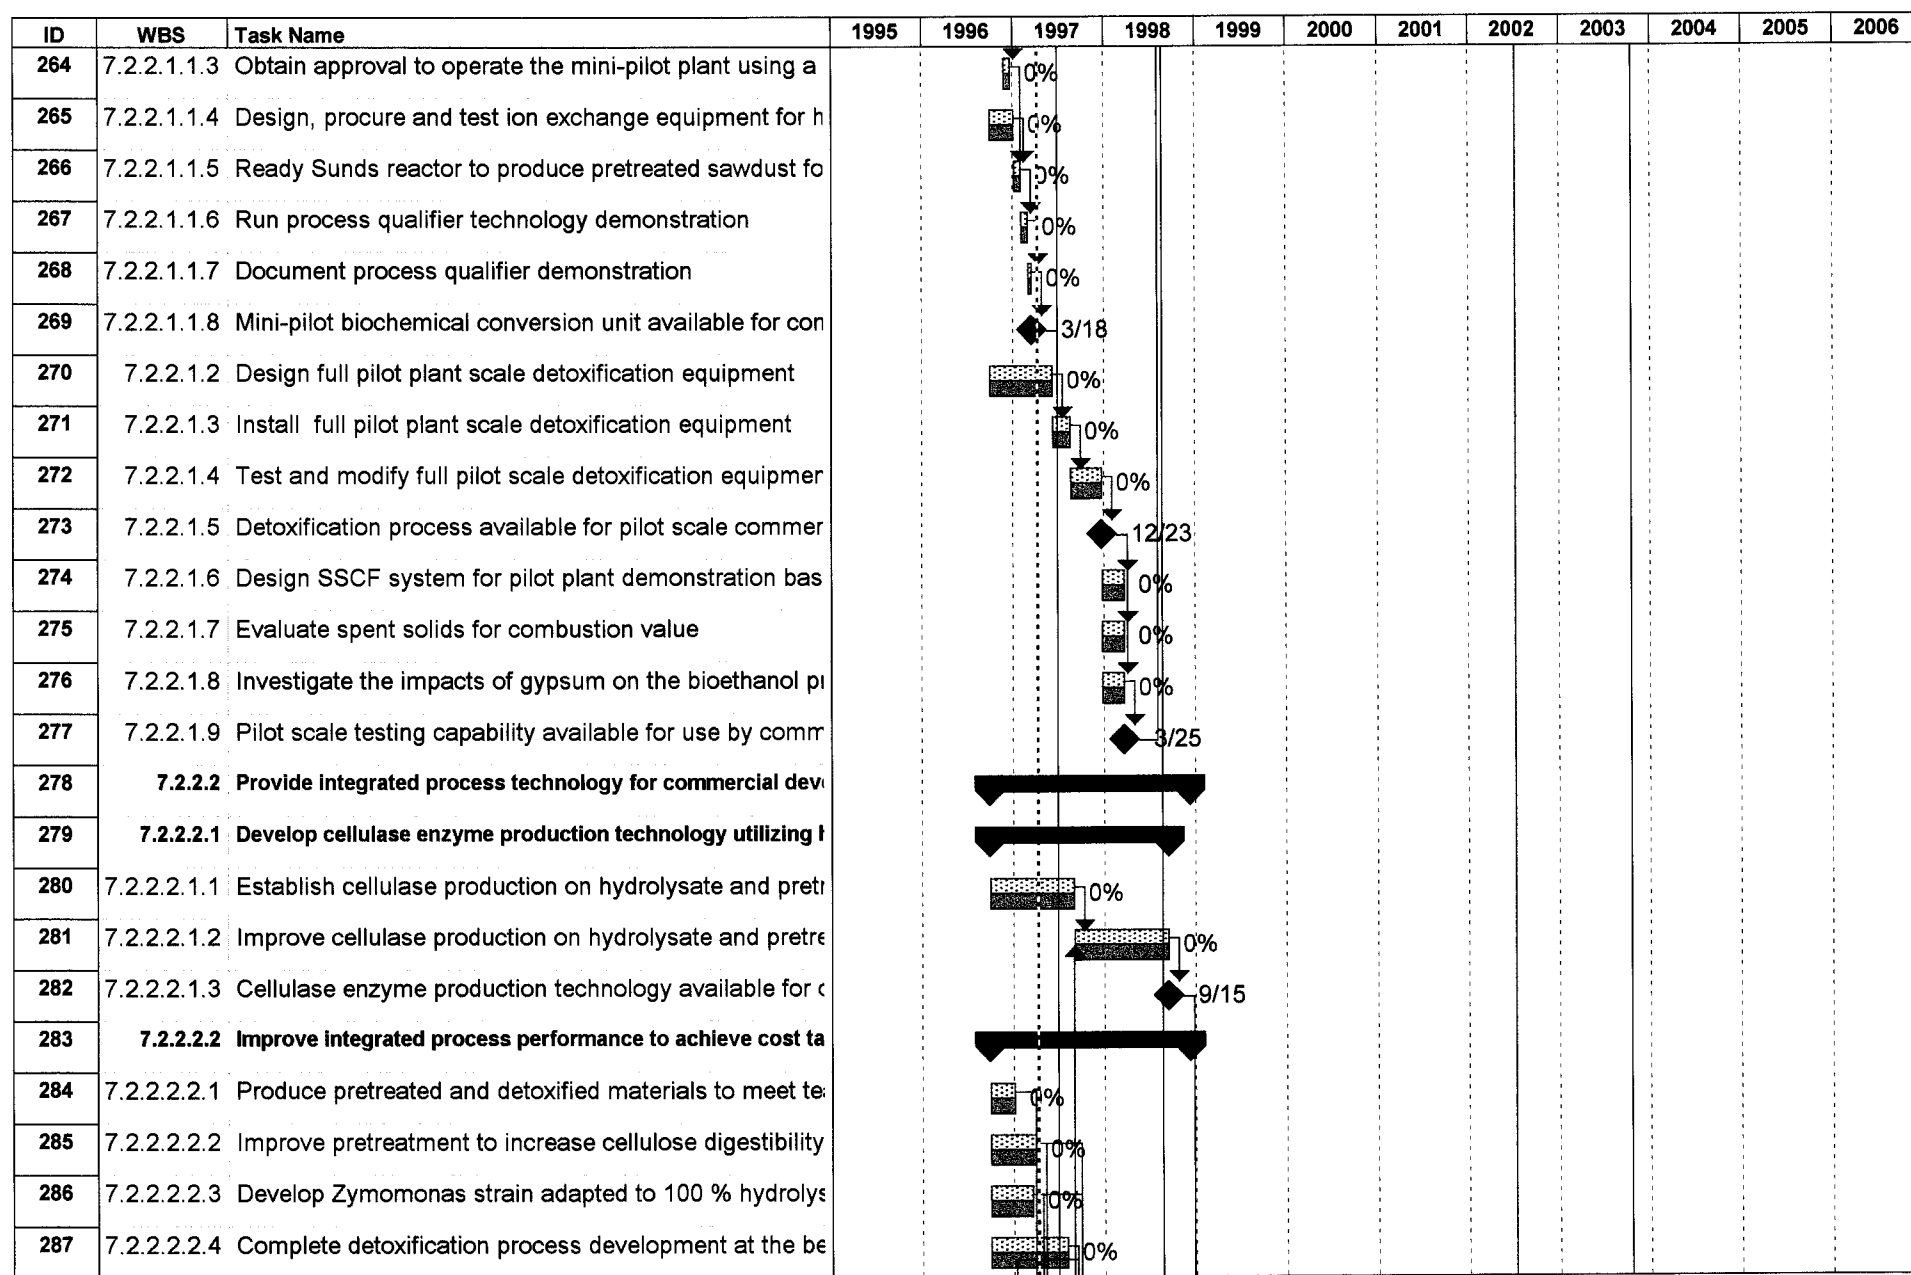 ID WBS Task Name 1995 1996 1997 1998 1999 2000 2001 2002 2003 2004 2005 2006
264 7.2.2.1.1.3 Obtain approval to operate the mini-pilot plant using a 0%
265 7.2.2.1.1.4 Design, procure and test ion exchange equipment for h 0%
266 7.2.2.1.1.5 Ready Sunds reactor to produce pretreated sawdust fo 0%
267 7.2.2.1.1.6 Run process qualifier technology demonstration 0%
268 7.2.2.1.1.7 Document process qualifier demonstration 0%
269 7.2.2.1.1.8 Mini-pilot biochemical conversion unit available for con 3/18
270 7.2.2.1.2 Design full pilot plant scale detoxification equipment 0%
271 7.2.2.1.3 Install full pilot plant scale detoxification equipment 0%
272 7.2.2.1.4 Test and modify full pilot scale detoxification equipmen 0%
273 7.2.2.1.5 Detoxification process available for pilot scale commer 12/23
274 7.2.2.1.6 Design SSCF system for pilot plant demonstration bas 0%
275 7.2.2.1.7 Evaluate spent solids for combustion value 0%
276 7.2.2.1.8 Investigate the impacts of gypsum on the bioethanol pr 0%
277 7.2.2.1.9 Pilot scale testing capability available for use by comm 3/25
278 7.2.2.2 Provide integrated process technology for commercial deve
279 7.2.2.2.1 Develop cellulase enzyme production technology utilizing h
280 7.2.2.2.1.1 Establish cellulase production on hydrolysate and pretr 0%
281 7.2.2.2.1.2 Improve cellulase production on hydrolysate and pretre 0%
282 7.2.2.2.1.3 Cellulase enzyme production technology available for c 9/15
283 7.2.2.2.2 Improve integrated process performance to achieve cost ta
284 7.2.2.2.2.1 Produce pretreated and detoxified materials to meet tea 0%
285 7.2.2.2.2.2 Improve pretreatment to increase cellulose digestibility 0%
286 7.2.2.2.2.3 Develop Zymomonas strain adapted to 100 % hydrolys 0%
287 7.2.2.2.2.4 Complete detoxification process development at the be 0%